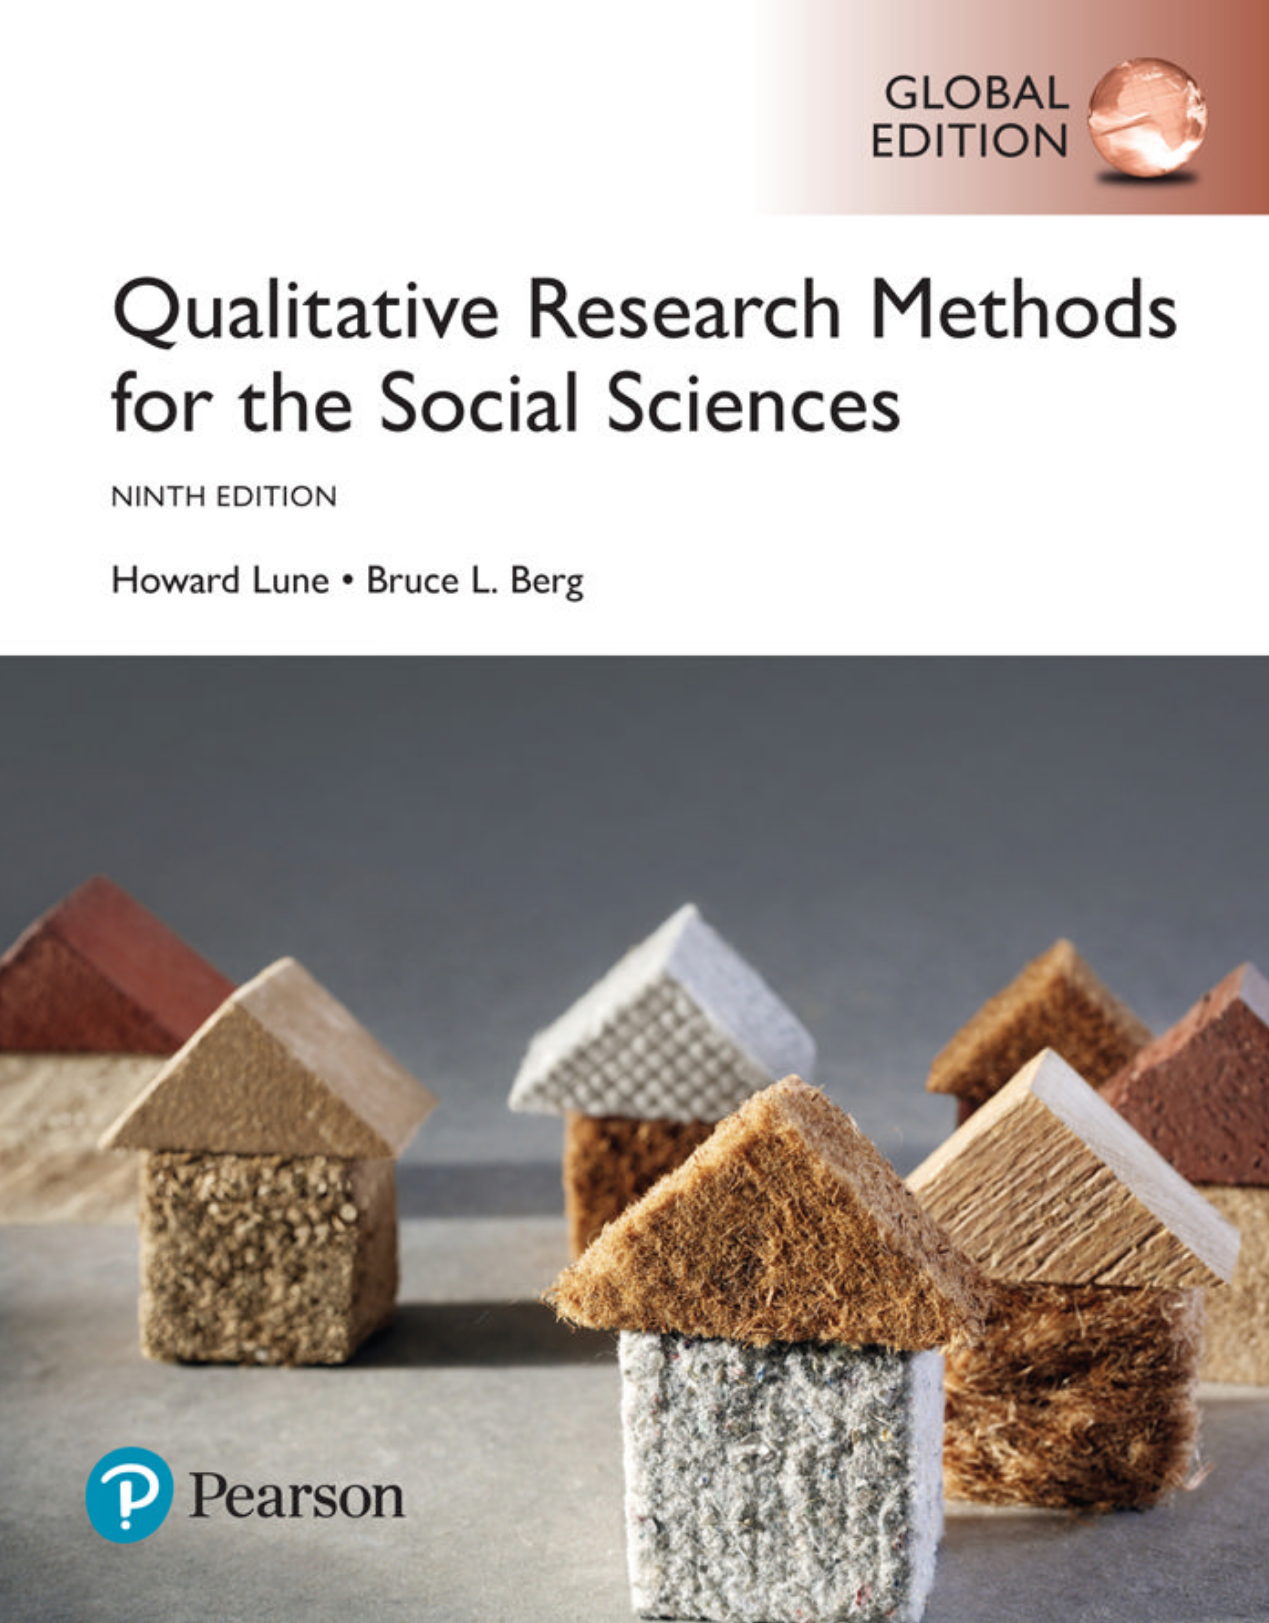 GLOBAL
EDITION
Qualitative Research Methods
for the Social Sciences
NINTH EDITION
Howard Lune • Bruce L. Berg
Pearson